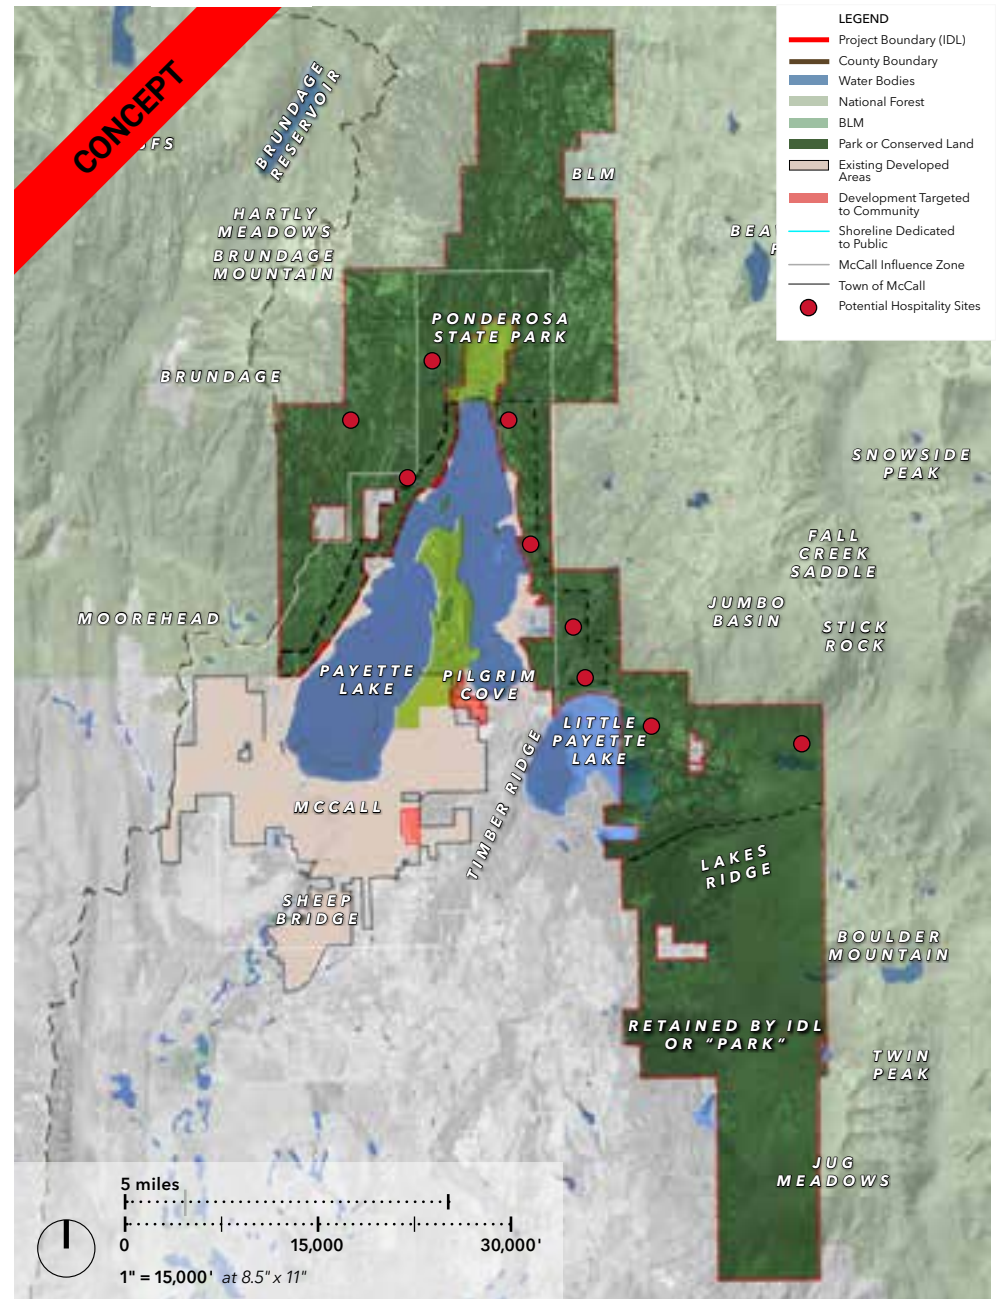 CONCEPT
LEGEND
Project Boundary (IDL)
County Boundary
Water Bodies
National Forest
BLM
Park or Conserved Land
Existing Developed
Areas
Development Targeted
to Community
Shoreline Dedicated
to Public
McCall Influence Zone
Town of McCall
Potential Hospitality Sites
BRUNDAGE
RESERVOIR
BLM
HARTLY
MEADOWS
BRUNDAGE
MOUNTAIN
PONDEROSA
STATE PARK
BRUNDAGE
SNOWSIDE
PEAK
FALL
CREEK
SADDLE
JUMBO
BASIN
STICK
ROCK
MOOREHEAD
PAYETTE
LAKE
PILGRIM
COVE
LITTLE
PAYETTE
LAKE
TIMBER RIDGE
MCCALL
LAKES
RIDGE
SHEEP
BRIDGE
BOULDER
MOUNTAIN
RETAINED BY IDL
OR “PARK”
TWIN
PEAK
JUG
MEADOWS
5 miles
0 15,000 30,000'
1" = 15,000' at 8.5" x 11"